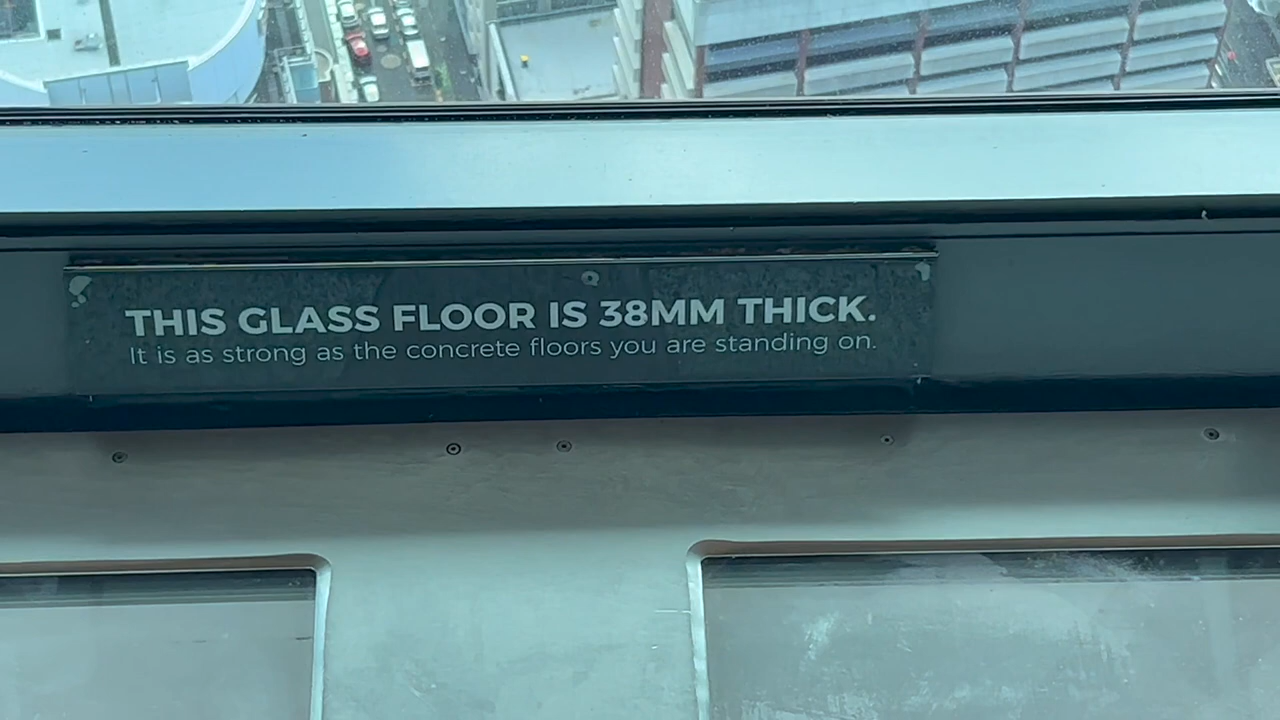 THIS GLASS FLOOR IS 38MM THICK.
It is as strong as the concrete floors you are standing on.